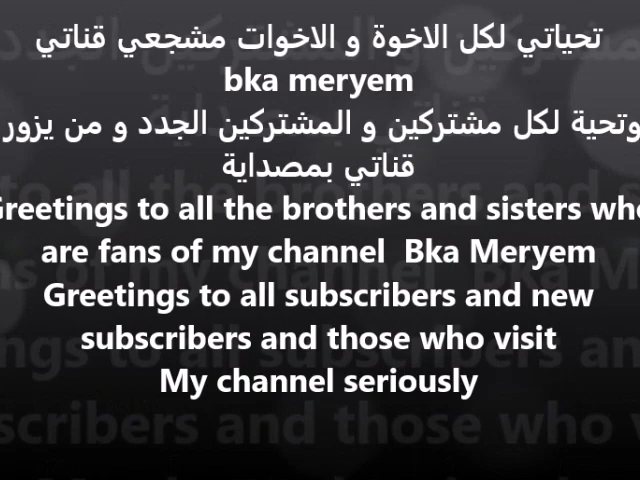 تحياتي لكل الاخوة و الاخوات مشجعي قناتي
bka meryem
وتحية لكل مشتركين و المشتركين الجدد و من يزور
قناتي بمصداية
Greetings to all the brothers and sisters who
are fans of my channel Bka Meryem
Greetings to all subscribers and new
subscribers and those who visit
My channel seriously